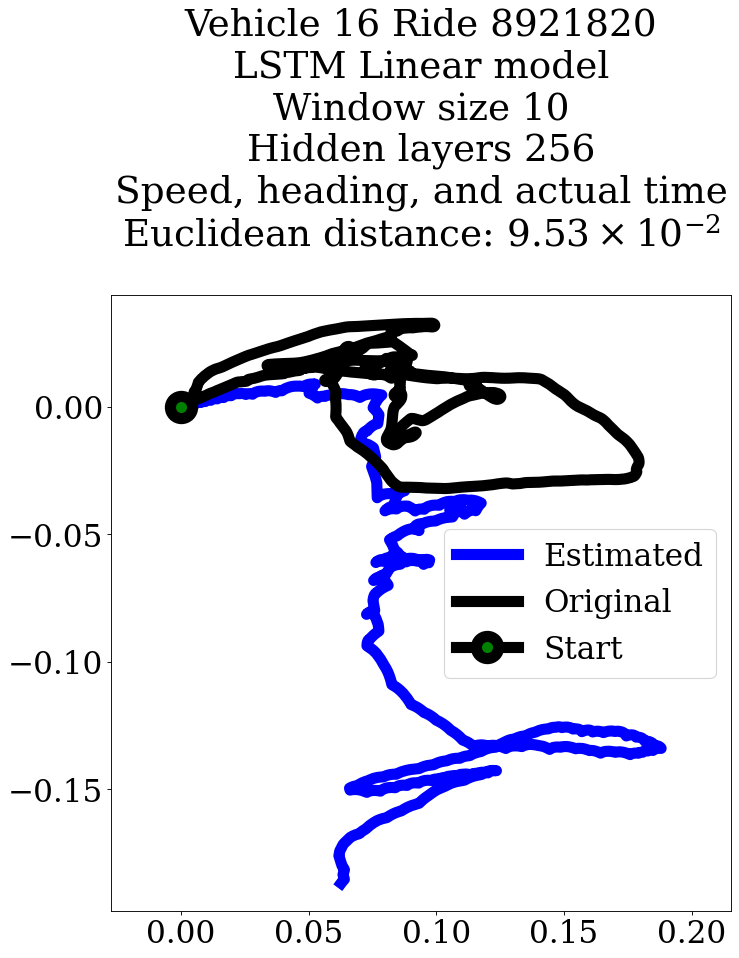 Vehicle 16 Ride 8921820
LSTM Linear model
Window size 10
Hidden layers 256
Speed, heading, and actual time
Euclidean distance: 9.53 × 10⁻²
0.00
−0.05
−0.10
−0.15
Estimated
Original
Start
0.00 0.05 0.10 0.15 0.20